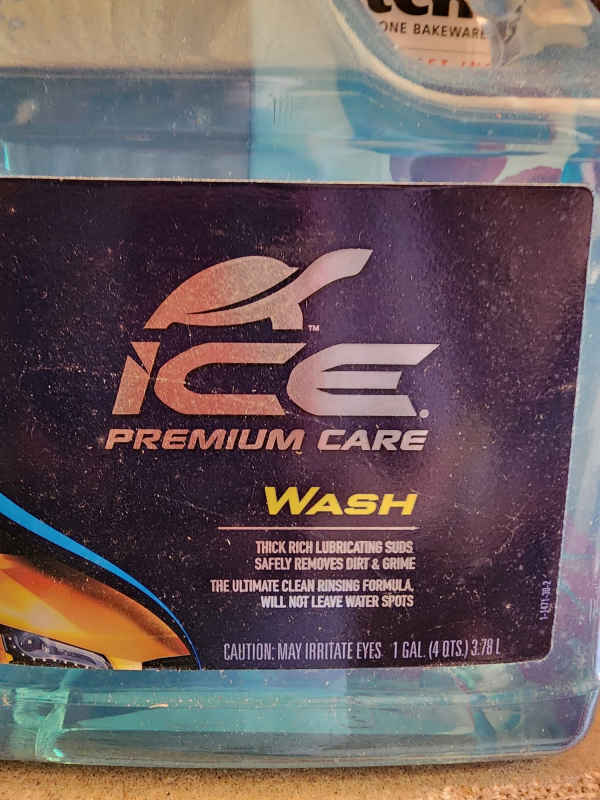 ONE BAKEWARE
TM
ICE.
PREMIUM CARE
WASH
THICK RICH LUBRICATING SUDS
SAFELY REMOVES DIRT & GRIME
THE ULTIMATE CLEAN RINSING FORMULA,
WILL NOT LEAVE WATER SPOTS
CAUTION: MAY IRRITATE EYES 1 GAL. (4 QTS.) 3.78 L